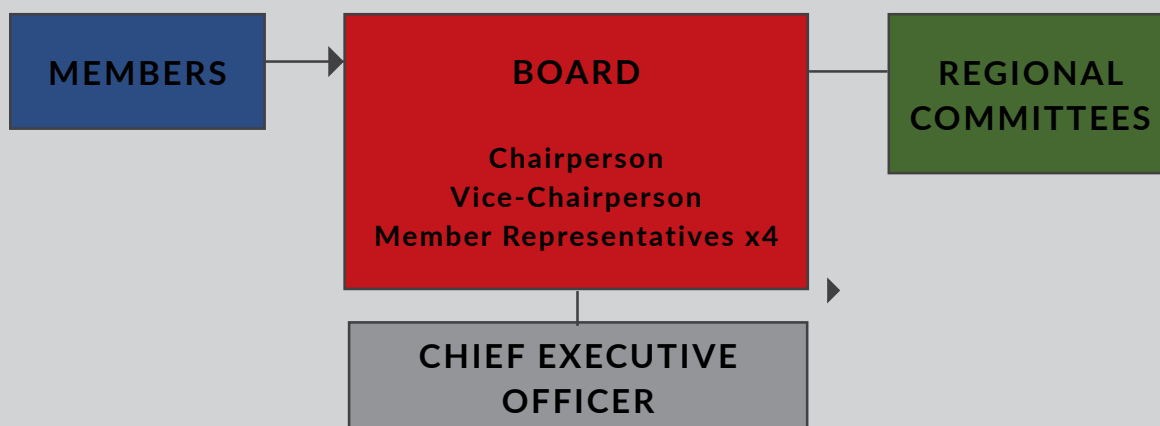 MEMBERS
BOARD
Chairperson
Vice-Chairperson
Member Representatives x4
REGIONAL
COMMITTEES
CHIEF EXECUTIVE
OFFICER